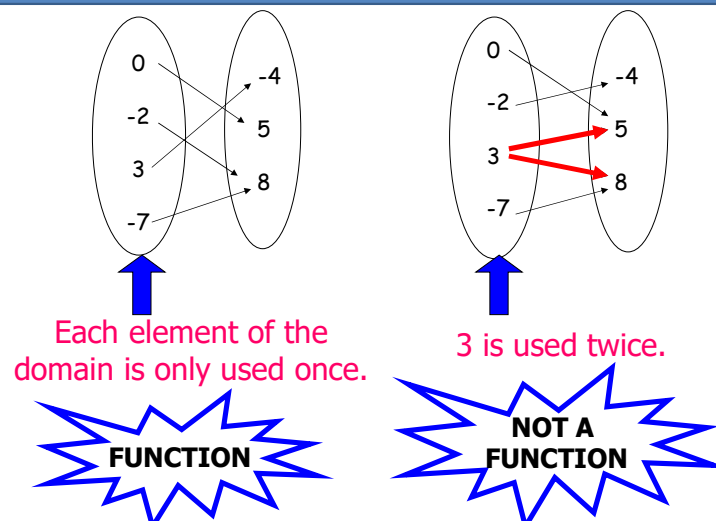 0
-2
3
-7
-4
5
8
Each element of the
domain is only used once.
FUNCTION
0
-2
3
-7
-4
5
8
3 is used twice.
NOT A
FUNCTION